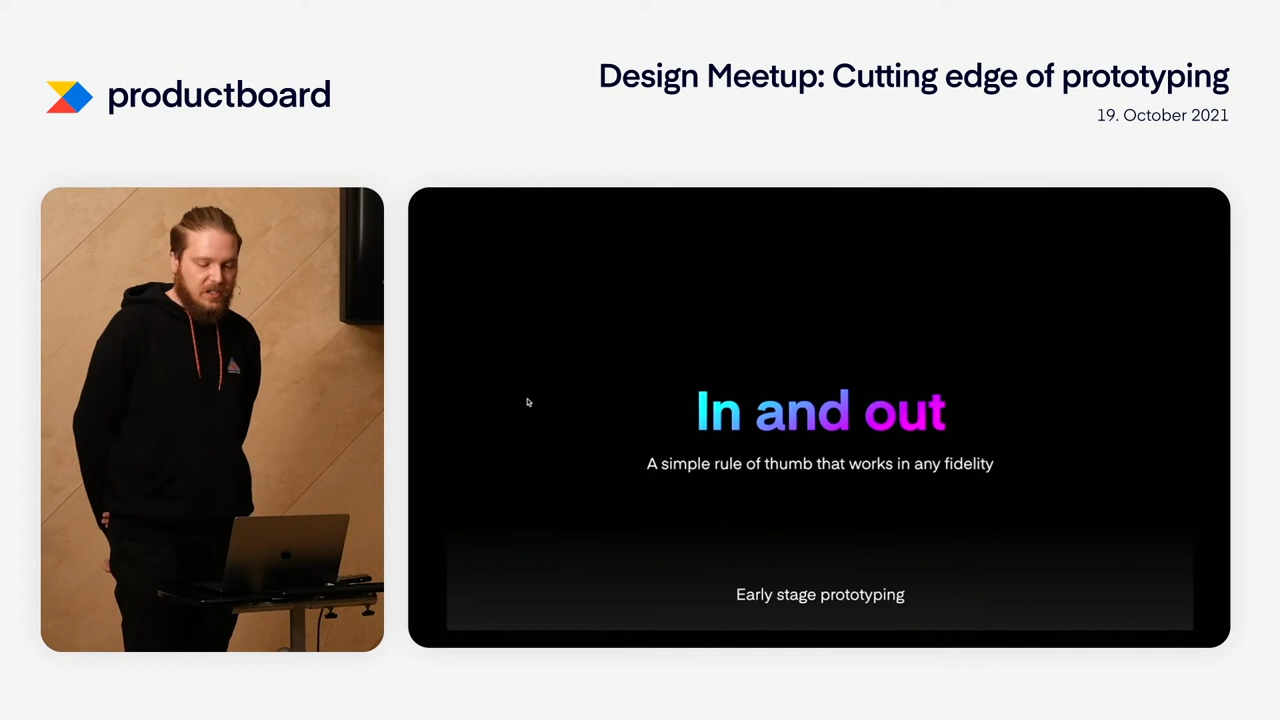 productboard
Design Meetup: Cutting edge of prototyping
19. October 2021
In and out
A simple rule of thumb that works in any fidelity
Early stage prototyping